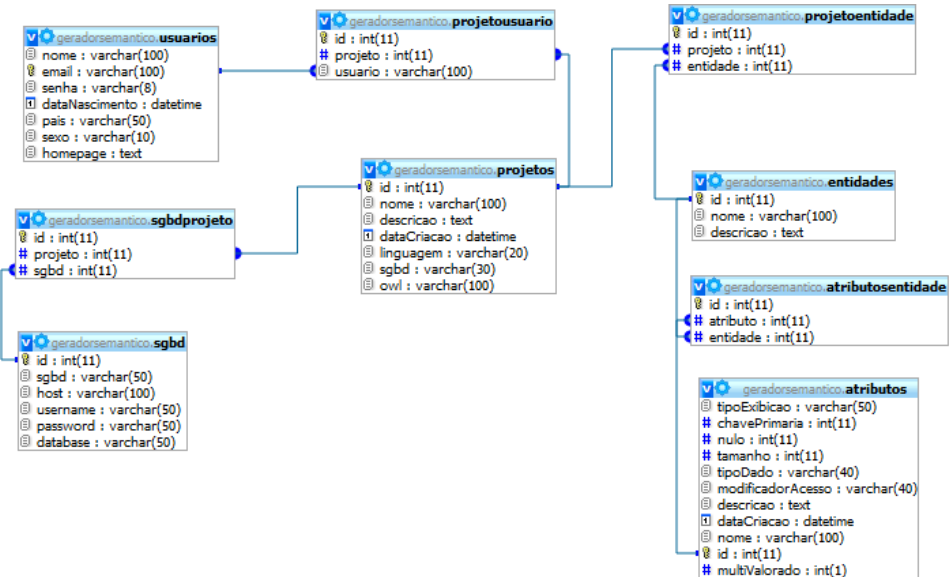 geradorsemantico.usuarios
nome : varchar(100)
email : varchar(100)
senha : varchar(8)
dataNascimento : datetime
pais : varchar(50)
sexo : varchar(10)
homepage : text
geradorsemantico.projetousuario
id : int(11)
# projeto : int(11)
usuario : varchar(100)
geradorsemantico.projetoentidade
id : int(11)
# projeto : int(11)
# entidade : int(11)
geradorsemantico.projetos
id : int(11)
nome : varchar(100)
descricao : text
dataCriacao : datetime
linguagem : varchar(20)
sgbd : varchar(30)
owl : varchar(100)
geradorsemantico.entidades
id : int(11)
nome : varchar(100)
descricao : text
geradorsemantico.sgbdprojeto
id : int(11)
# projeto : int(11)
# sgbd : int(11)
geradorsemantico.atributosentidade
id : int(11)
# atributo : int(11)
# entidade : int(11)
geradorsemantico.sgbd
id : int(11)
sgbd : varchar(50)
host : varchar(100)
username : varchar(50)
password : varchar(50)
database : varchar(50)
geradorsemantico.atributos
tipoExibicao : varchar(50)
# chavePrimaria : int(11)
# nulo : int(11)
# tamanho : int(11)
tipoDado : varchar(40)
modificadorAcesso : varchar(40)
descricao : text
dataCriacao : datetime
nome : varchar(100)
id : int(11)
# multiValorado : int(1)